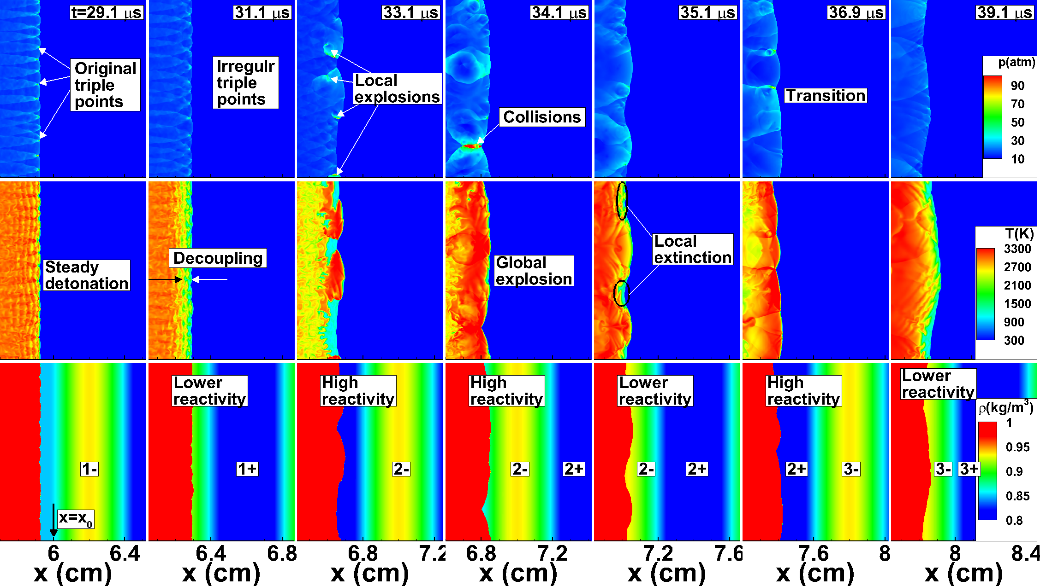 t=29.1 μs
31.1 μs
33.1 μs
34.1 μs
35.1 μs
36.9 μs
39.1 μs
Original
triple
points
Irregulr
triple
points
Local
explosions
Collisions
Transition
p(atm)
90
70
50
30
10
Steady
detonation
Decoupling
Global
explosion
Local
extinction
T(K)
3300
2700
2100
1500
900
300
Lower
reactivity
High
reactivity
High
reactivity
Lower
reactivity
High
reactivity
Lower
reactivity
ρ(kg/m³)
1
0.95
0.9
0.85
0.8
1-
1+
2-
2- 2+
2- 2+
2+ 3-
3- 3+
x=x₀
6 6.4
6.4 6.8
6.8 7.2
6.8 7.2
7.2 7.6
7.6 8
8 8.4
x (cm)
x (cm)
x (cm)
x (cm)
x (cm)
x (cm)
x (cm)